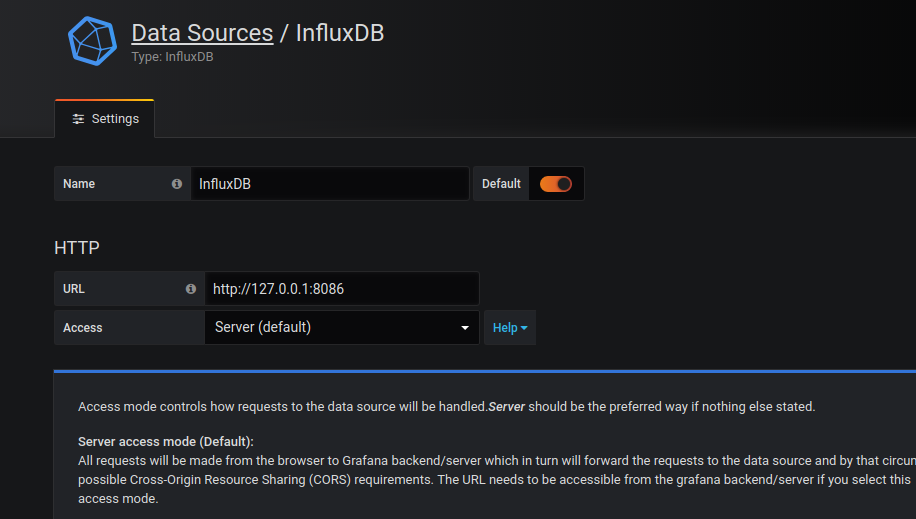 Data Sources / InfluxDB
Type: InfluxDB
Settings
Name InfluxDB Default
HTTP
URL http://127.0.0.1:8086
Access Server (default) Help
Access mode controls how requests to the data source will be handled.Server should be the preferred way if nothing else stated.
Server access mode (Default):
All requests will be made from the browser to Grafana backend/server which in turn will forward the requests to the data source and by that circun
possible Cross-Origin Resource Sharing (CORS) requirements. The URL needs to be accessible from the grafana backend/server if you select this
access mode.